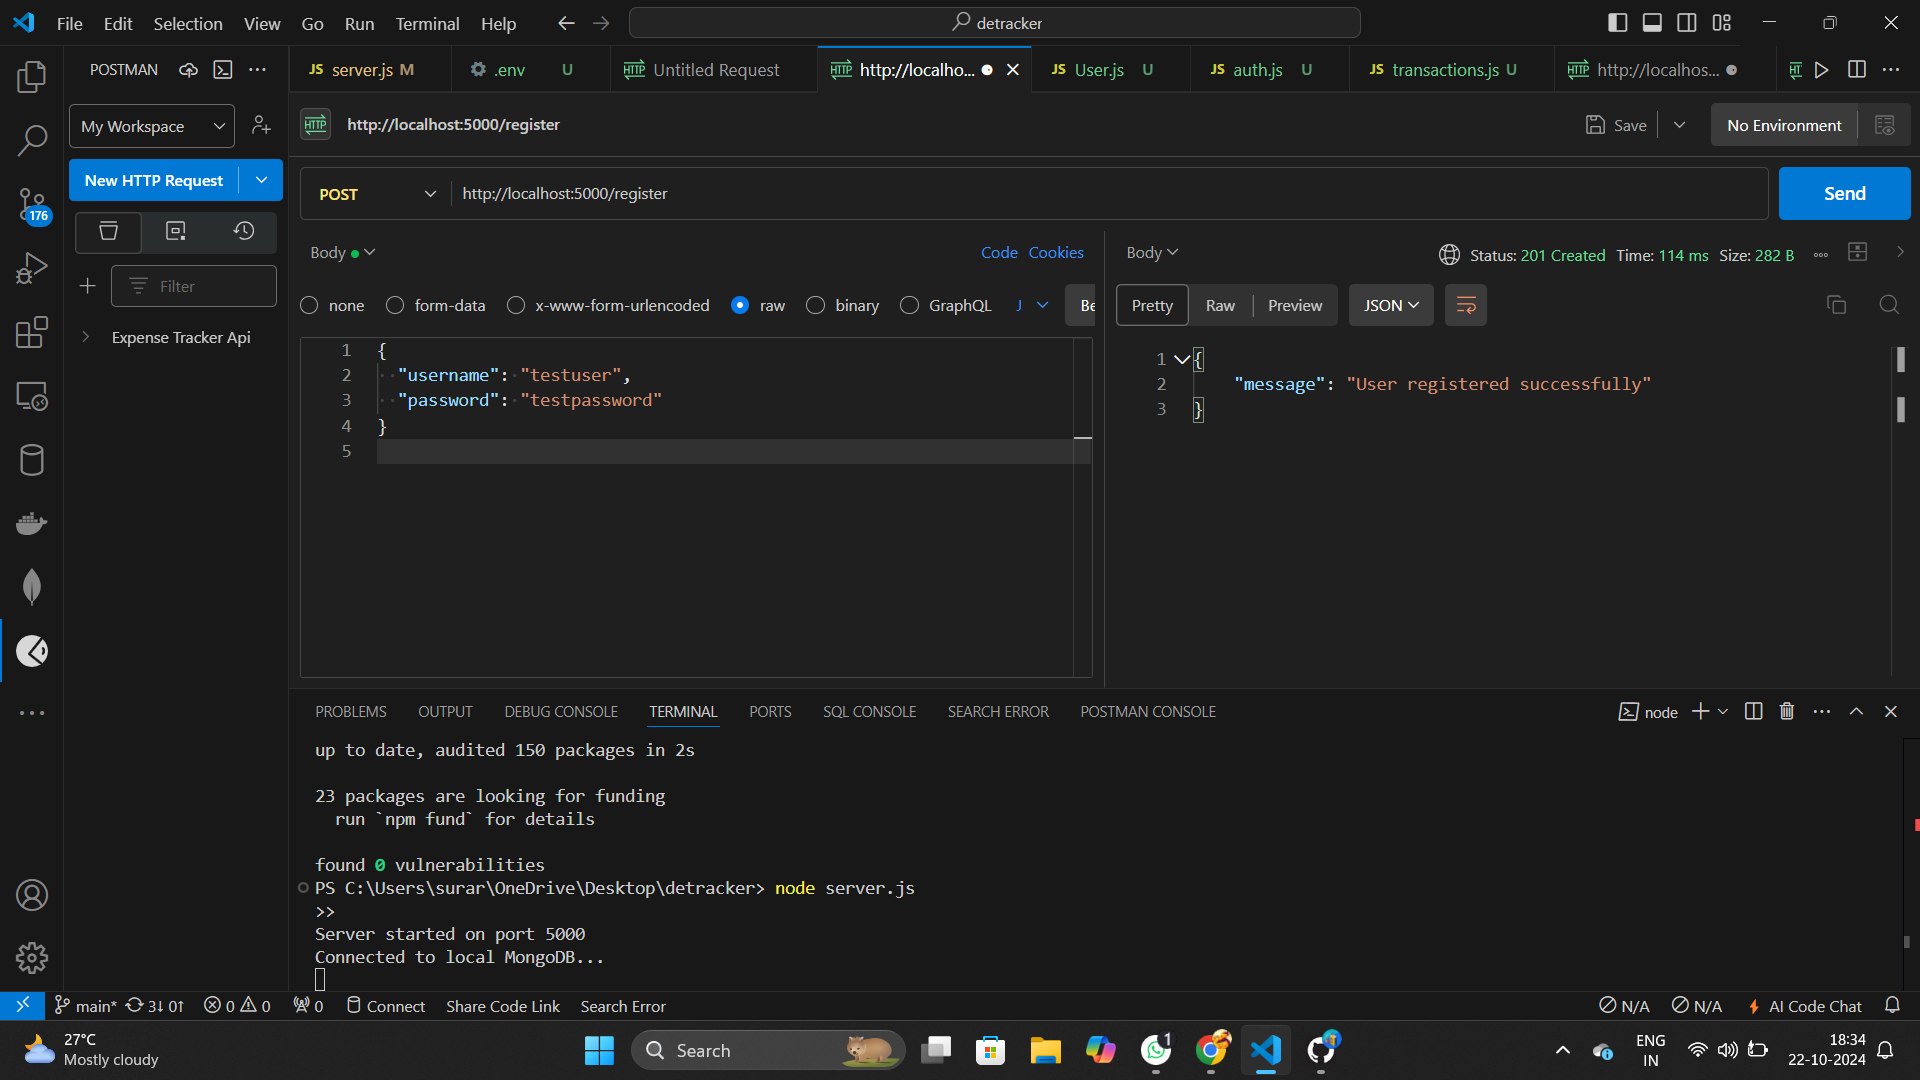 File Edit Selection View Go Run Terminal Help
detracker
POSTMAN
JS server.js M
.env U
HTTP Untitled Request
HTTP http://localho...
JS User.js U
JS auth.js U
JS transactions.js U
HTTP http://localhos...
My Workspace
HTTP http://localhost:5000/register
Save
No Environment
New HTTP Request
POST http://localhost:5000/register
Send
176
Body
Code Cookies
Body
Status: 201 Created Time: 114 ms Size: 282 B
Filter
none form-data x-www-form-urlencoded raw binary GraphQL J Be
Pretty Raw Preview JSON
Expense Tracker Api
1 {
2 "username": "testuser",
3 "password": "testpassword"
4 }
5
1 {
2 "message": "User registered successfully"
3 }
PROBLEMS OUTPUT DEBUG CONSOLE TERMINAL PORTS SQL CONSOLE SEARCH ERROR POSTMAN CONSOLE
node
up to date, audited 150 packages in 2s
23 packages are looking for funding
run `npm fund` for details
found 0 vulnerabilities
PS C:\Users\surar\OneDrive\Desktop\detracker> node server.js
>>
Server started on port 5000
Connected to local MongoDB...
main* 3↓ 0↑ 0 0 0 Connect Share Code Link Search Error
N/A N/A AI Code Chat
27°C
Mostly cloudy
Search
1
ENG
IN
18:34
22-10-2024